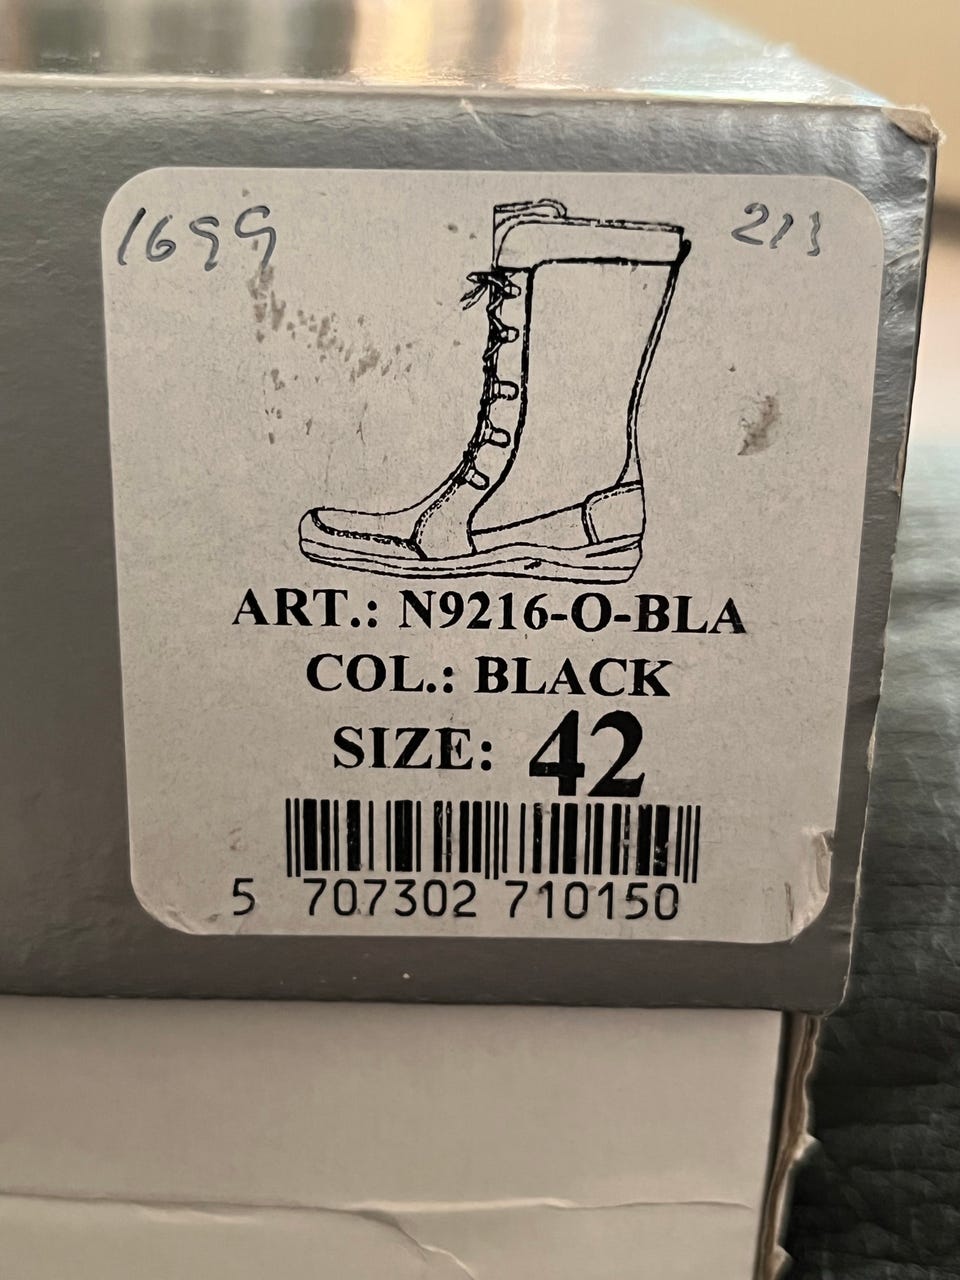 1699
213
ART.: N9216-O-BLA
COL.: BLACK
SIZE: 42
5 707302 710150